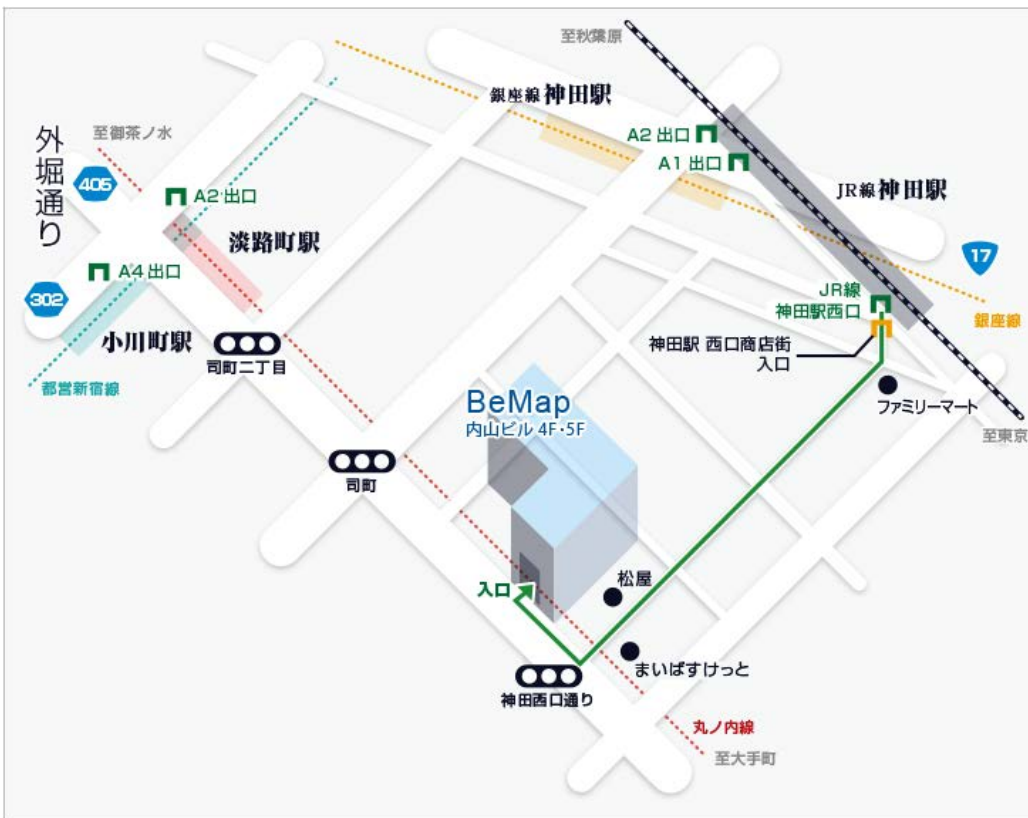 至秋葉原
銀座線 神田駅
A2 出口
A1 出口
外堀通り
至御茶ノ水
405
A2 出口
JR線 神田駅
淡路町駅
17
A4 出口
302
JR線
神田駅西口
銀座線
小川町駅
神田駅 西口商店街
入口
司町二丁目
都営新宿線
BeMap
内山ビル 4F・5F
ファミリーマート
至東京
司町
松屋
入口
まいばすけっと
神田西口通り
丸ノ内線
至大手町